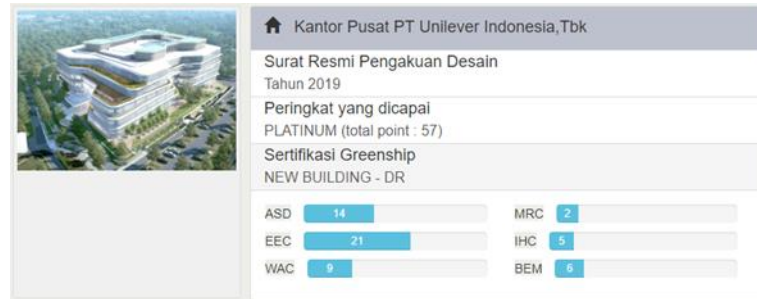 Kantor Pusat PT Unilever Indonesia,Tbk
Surat Resmi Pengakuan Desain
Tahun 2019
Peringkat yang dicapai
PLATINUM (total point : 57)
Sertifikasi Greenship
NEW BUILDING - DR
ASD 14 MRC 2
EEC 21 IHC 5
WAC 9 BEM 6